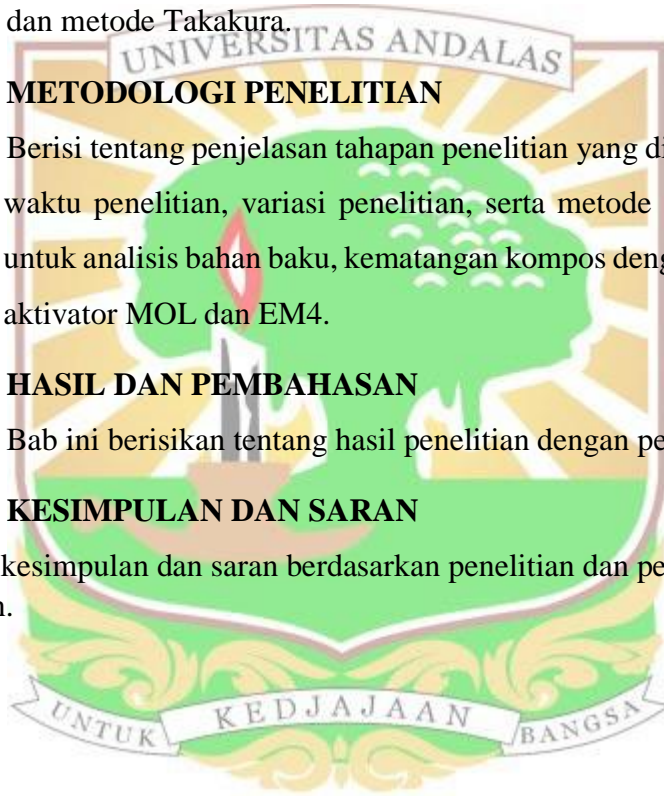 dan metode Takakura.
UNIVERSITAS ANDALAS
METODOLOGI PENELITIAN
Berisi tentang penjelasan tahapan penelitian yang di
waktu penelitian, variasi penelitian, serta metode
untuk analisis bahan baku, kematangan kompos deng
aktivator MOL dan EM4.
HASIL DAN PEMBAHASAN
Bab ini berisikan tentang hasil penelitian dengan pe
KESIMPULAN DAN SARAN
kesimpulan dan saran berdasarkan penelitian dan pe
UNTUK KEDJAJAAN BANGSA